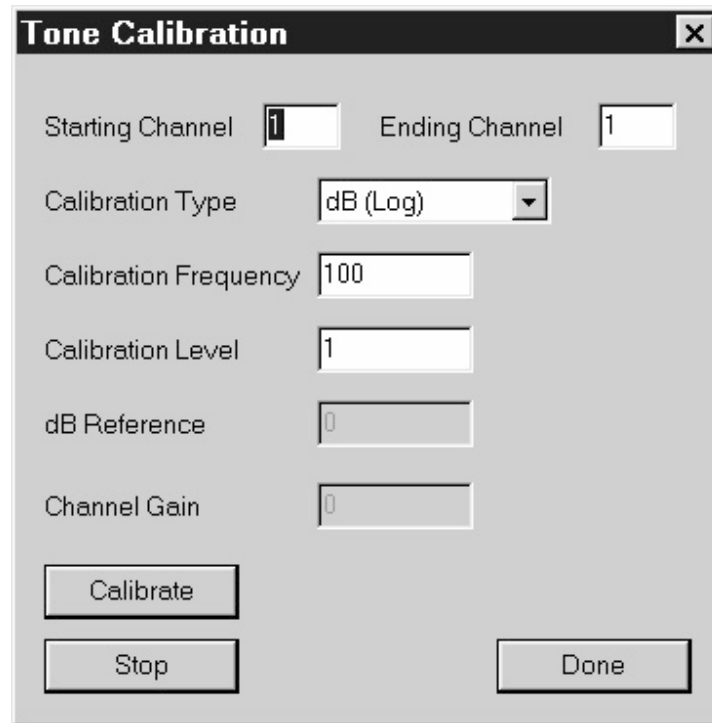 Tone Calibration
Starting Channel 1 Ending Channel 1
Calibration Type dB (Log)
Calibration Frequency 100
Calibration Level 1
dB Reference 0
Channel Gain 0
Calibrate
Stop Done